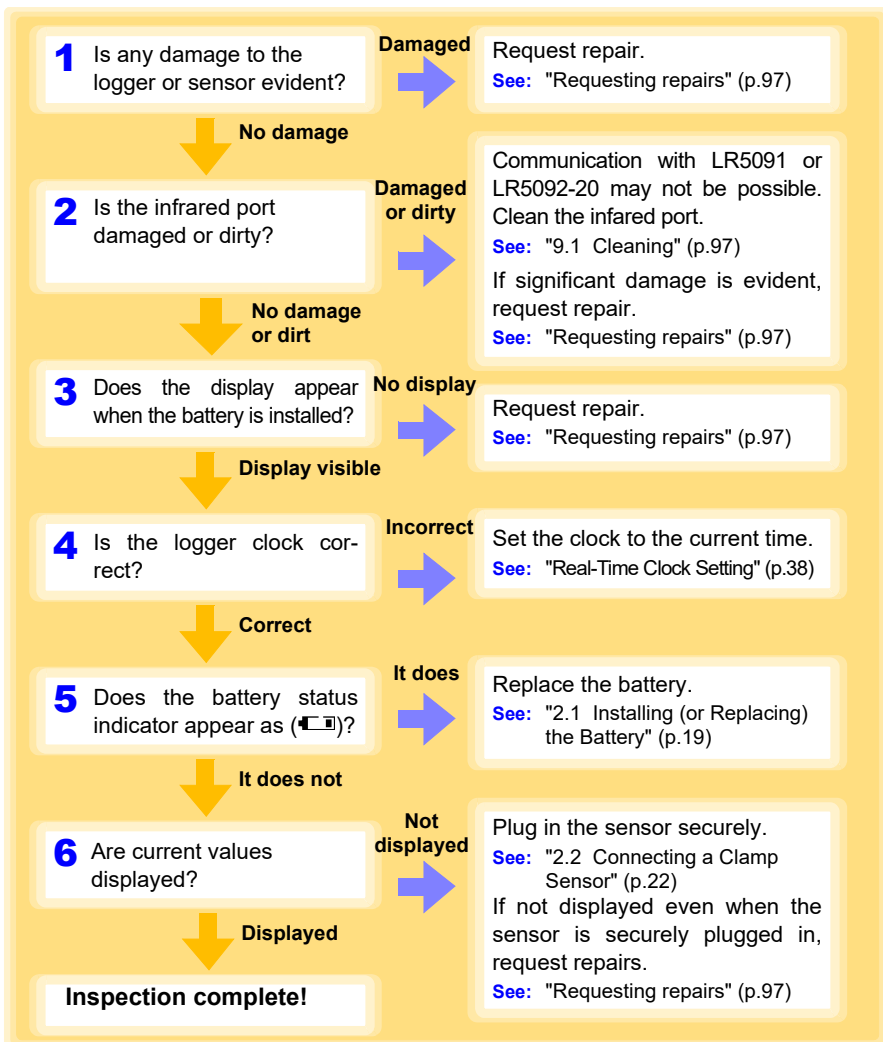 1 Is any damage to the
logger or sensor evident?
Damaged
Request repair.
See: "Requesting repairs" (p.97)
No damage
2 Is the infrared port
damaged or dirty?
Damaged
or dirty
Communication with LR5091 or
LR5092-20 may not be possible.
Clean the infared port.
See: "9.1 Cleaning" (p.97)
If significant damage is evident,
request repair.
See: "Requesting repairs" (p.97)
No damage
or dirt
3 Does the display appear
when the battery is installed?
No display
Request repair.
See: "Requesting repairs" (p.97)
Display visible
4 Is the logger clock cor-
rect?
Incorrect
Set the clock to the current time.
See: "Real-Time Clock Setting" (p.38)
Correct
5 Does the battery status
indicator appear as ( )?
It does
Replace the battery.
See: "2.1 Installing (or Replacing)
the Battery" (p.19)
It does not
6 Are current values
displayed?
Not
displayed
Plug in the sensor securely.
See: "2.2 Connecting a Clamp
Sensor" (p.22)
If not displayed even when the
sensor is securely plugged in,
request repairs.
See: "Requesting repairs" (p.97)
Displayed
Inspection complete!